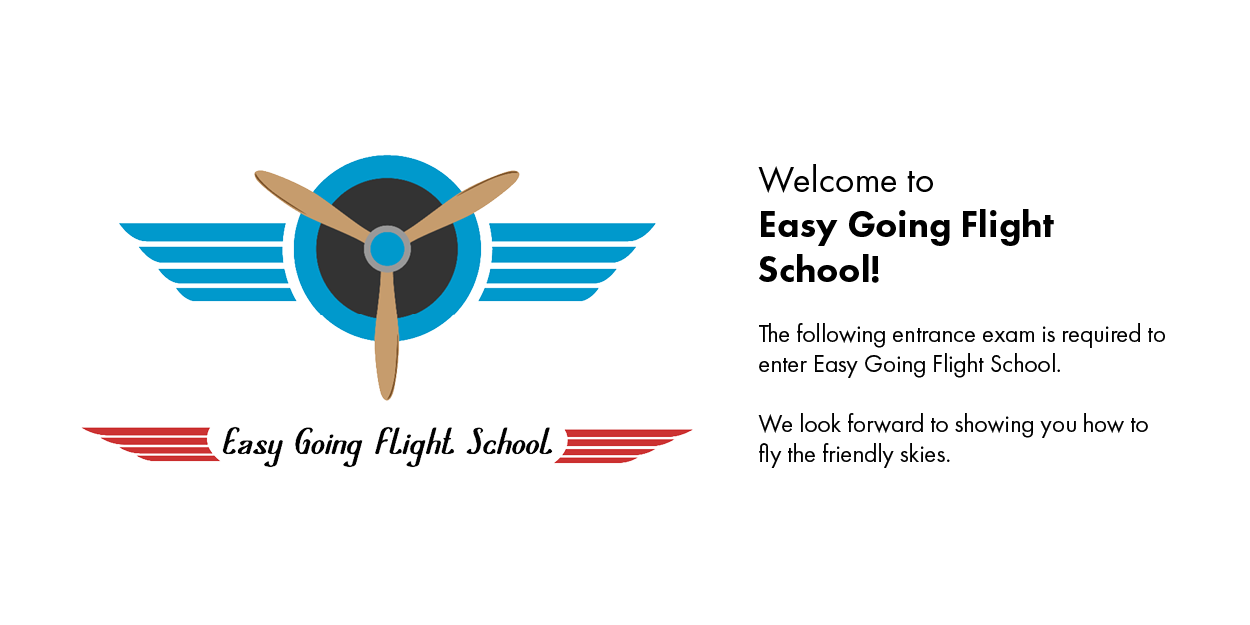 Welcome to
Easy Going Flight
School!
The following entrance exam is required to
enter Easy Going Flight School.
We look forward to showing you how to
fly the friendly skies.
Easy Going Flight School